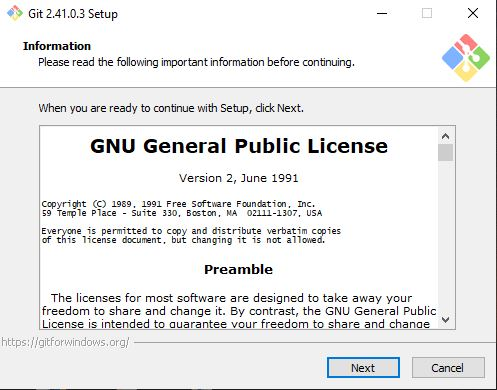 Git 2.41.0.3 Setup
Information
Please read the following important information before continuing.
When you are ready to continue with Setup, click Next.
GNU General Public License
Version 2, June 1991
Copyright (C) 1989, 1991 Free Software Foundation, Inc.
59 Temple Place - Suite 330, Boston, MA  02111-1307, USA
Everyone is permitted to copy and distribute verbatim copies
of this license document, but changing it is not allowed.
Preamble
The licenses for most software are designed to take away your
freedom to share and change it. By contrast, the GNU General Public
License is intended to guarantee your freedom to share and change
https://gitforwindows.org/
Next
Cancel